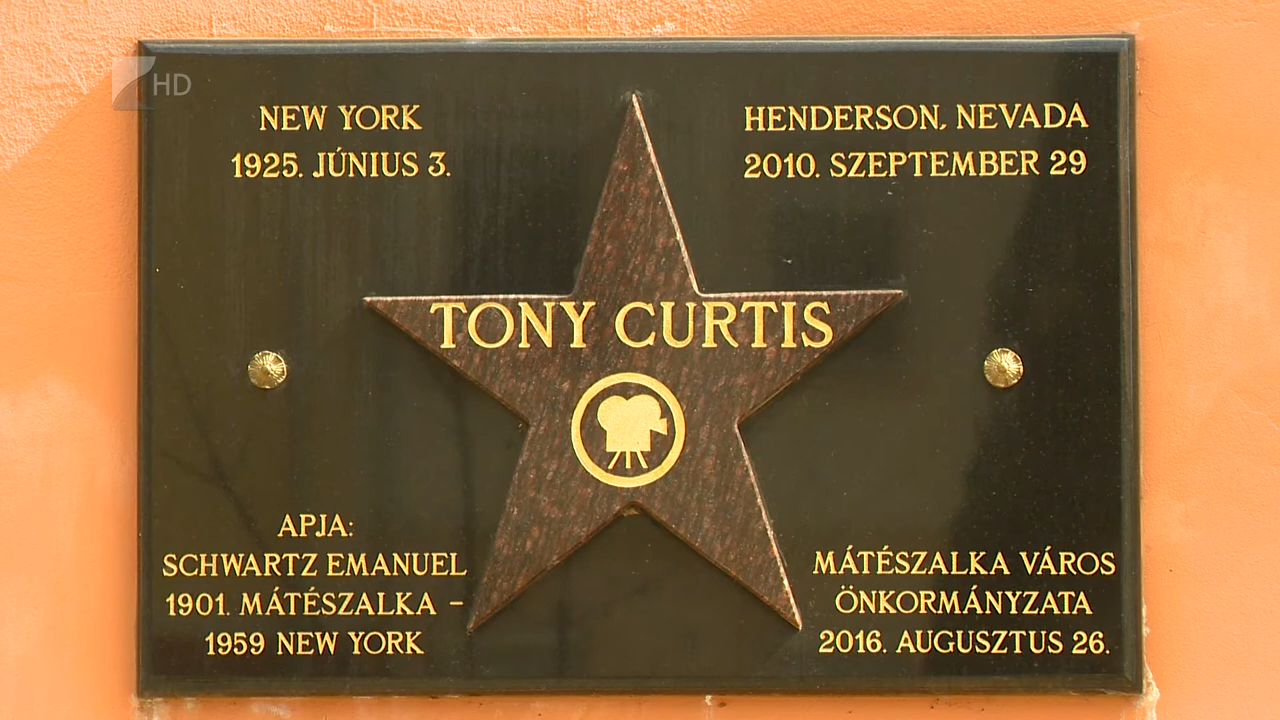 HD
NEW YORK
1925. JÚNIUS 3.
HENDERSON, NEVADA
2010. SZEPTEMBER 29
TONY CURTIS
APJA:
SCHWARTZ EMANUEL
1901. MÁTÉSZALKA –
1959 NEW YORK
MÁTÉSZALKA VÁROS
ÖNKORMÁNYZATA
2016. AUGUSZTUS 26.